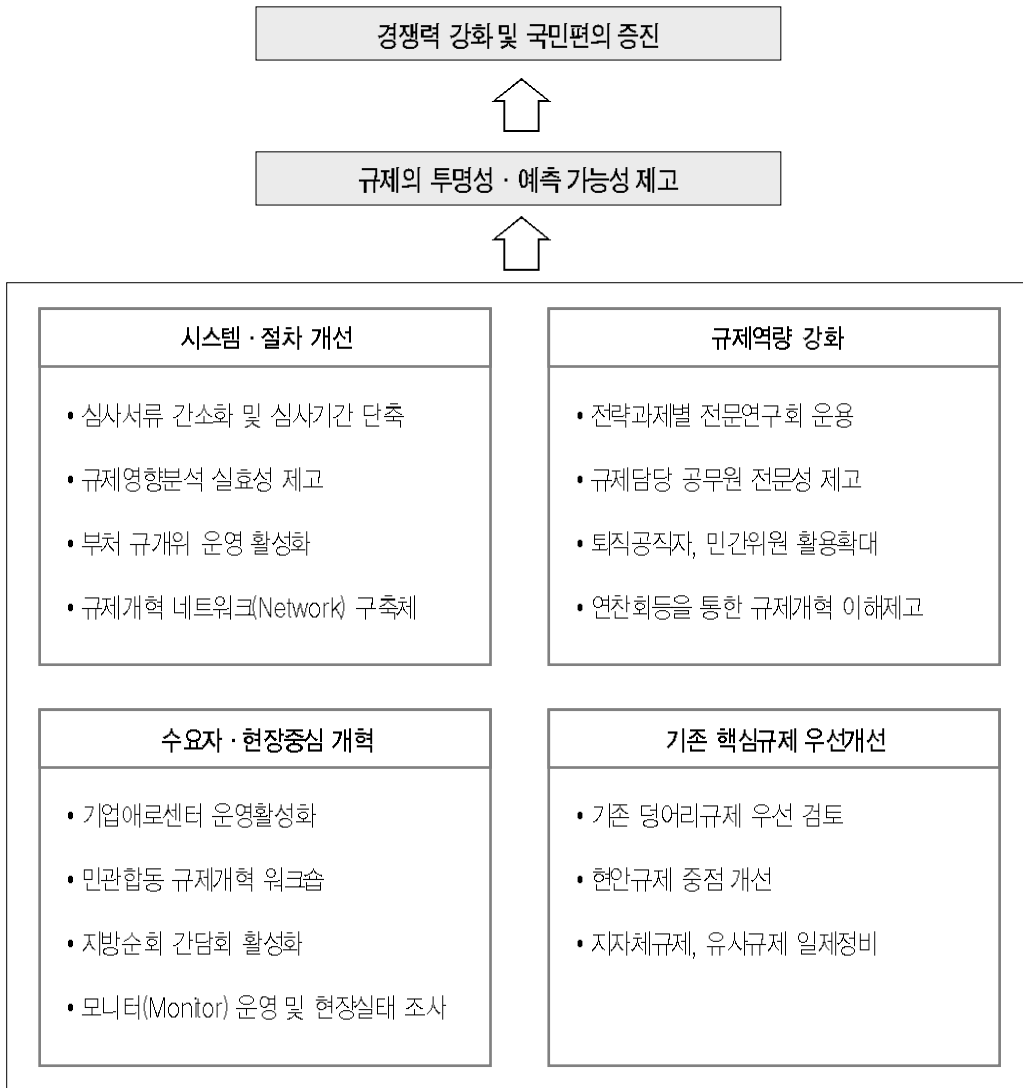 경쟁력 강화 및 국민편의 증진
규제의 투명성 · 예측 가능성 제고
시스템 · 절차 개선
• 심사서류 간소화 및 심사기간 단축
• 규제영향분석 실효성 제고
• 부처 규개위 운영 활성화
• 규제개혁 네트워크(Network) 구축체
규제역량 강화
• 전략과제별 전문연구회 운용
• 규제담당 공무원 전문성 제고
• 퇴직공직자, 민간위원 활용확대
• 연찬회등을 통한 규제개혁 이해제고
수요자 · 현장중심 개혁
• 기업애로센터 운영활성화
• 민관합동 규제개혁 워크숍
• 지방순회 간담회 활성화
• 모니터(Monitor) 운영 및 현장실태 조사
기존 핵심규제 우선개선
• 기존 덩어리규제 우선 검토
• 현안규제 중점 개선
• 지자체규제, 유사규제 일제정비